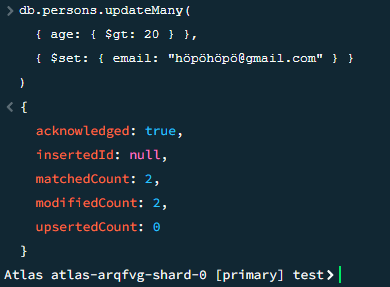 > db.persons.updateMany(
{ age: { $gt: 20 } },
{ $set: { email: "höpöhöpö@gmail.com" } }
)
< {
acknowledged: true,
insertedId: null,
matchedCount: 2,
modifiedCount: 2,
upsertedCount: 0
}
Atlas atlas-arqfvg-shard-0 [primary] test>